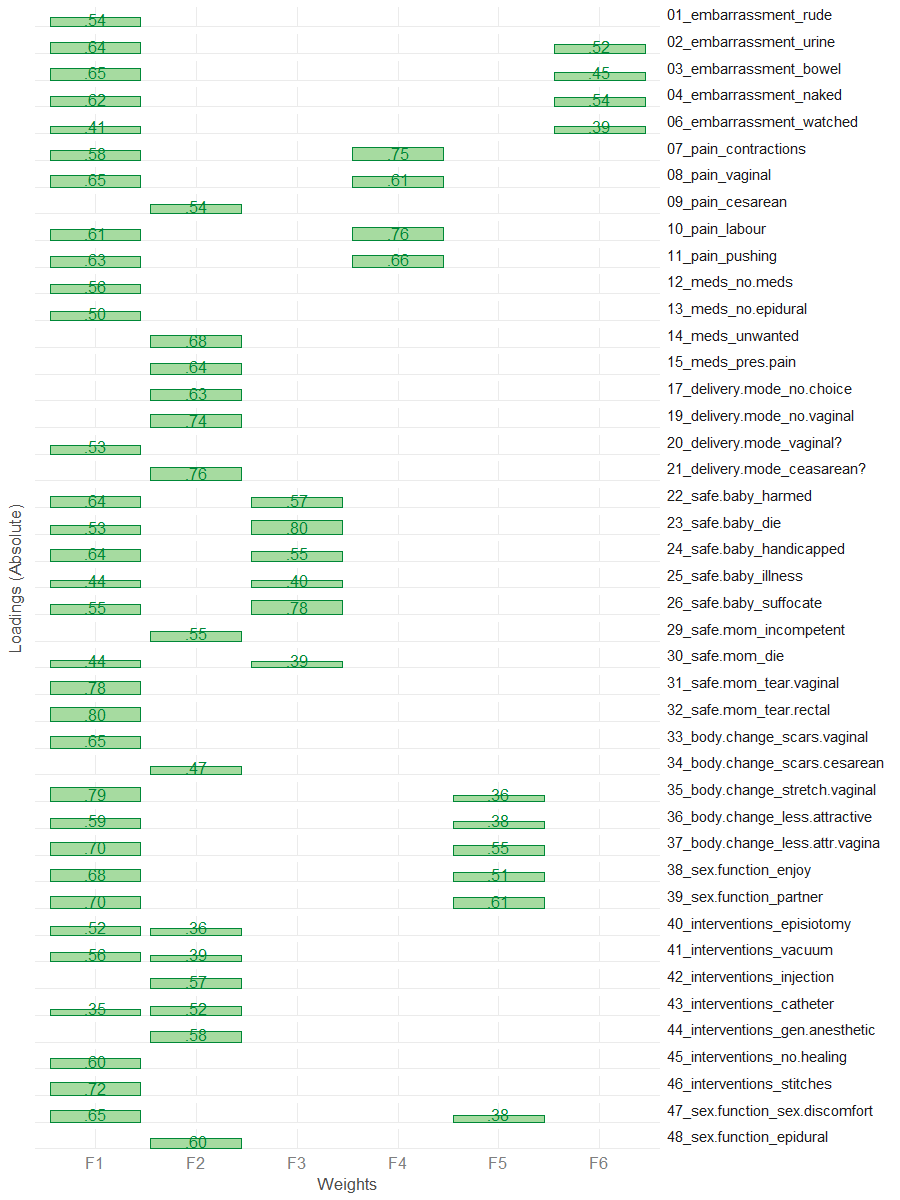 .54 01_embarrassment_rude
.64 .52 02_embarrassment_urine
.65 .45 03_embarrassment_bowel
.62 .54 04_embarrassment_naked
.41 .39 06_embarrassment_watched
.58 .75 07_pain_contractions
.65 .61 08_pain_vaginal
.54 09_pain_cesarean
.61 .76 10_pain_labour
.63 .66 11_pain_pushing
.56 12_meds_no.meds
.50 13_meds_no.epidural
.68 14_meds_unwanted
.64 15_meds_pres.pain
.63 17_delivery.mode_no.choice
.74 19_delivery.mode_no.vaginal
.53 20_delivery.mode_vaginal?
.76 21_delivery.mode_ceasarean?
.64 .57 22_safe.baby_harmed
.53 .80 23_safe.baby_die
.64 .55 24_safe.baby_handicapped
.44 .40 25_safe.baby_illness
.55 .78 26_safe.baby_suffocate
.55 29_safe.mom_incompetent
.44 .39 30_safe.mom_die
.78 31_safe.mom_tear.vaginal
.80 32_safe.mom_tear.rectal
.65 33_body.change_scars.vaginal
.47 34_body.change_scars.cesarean
.79 .36 35_body.change_stretch.vaginal
.59 .38 36_body.change_less.attractive
.70 .55 37_body.change_less.attr.vagina
.68 .51 38_sex.function_enjoy
.70 .61 39_sex.function_partner
.52 .36 40_interventions_episiotomy
.56 .39 41_interventions_vacuum
.57 42_interventions_injection
.35 .52 43_interventions_catheter
.58 44_interventions_gen.anesthetic
.60 45_interventions_no.healing
.72 46_interventions_stitches
.65 .38 47_sex.function_sex.discomfort
.60 48_sex.function_epidural
Loadings (Absolute)
F1 F2 F3 F4 F5 F6
Weights